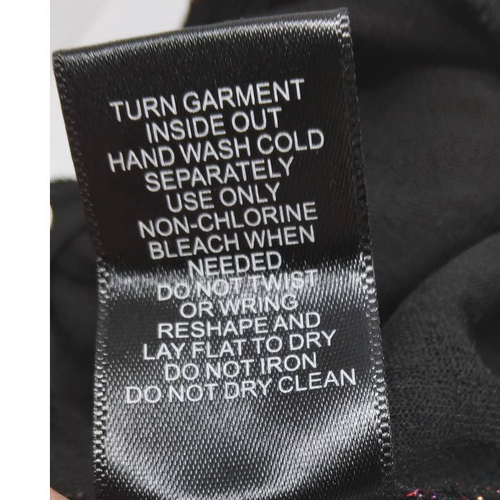 TURN GARMENT
INSIDE OUT
HAND WASH COLD
SEPARATELY
USE ONLY
NON-CHLORINE
BLEACH WHEN
NEEDED
DO NOT TWIST
OR WRING
RESHAPE AND
LAY FLAT TO DRY
DO NOT IRON
DO NOT DRY CLEAN